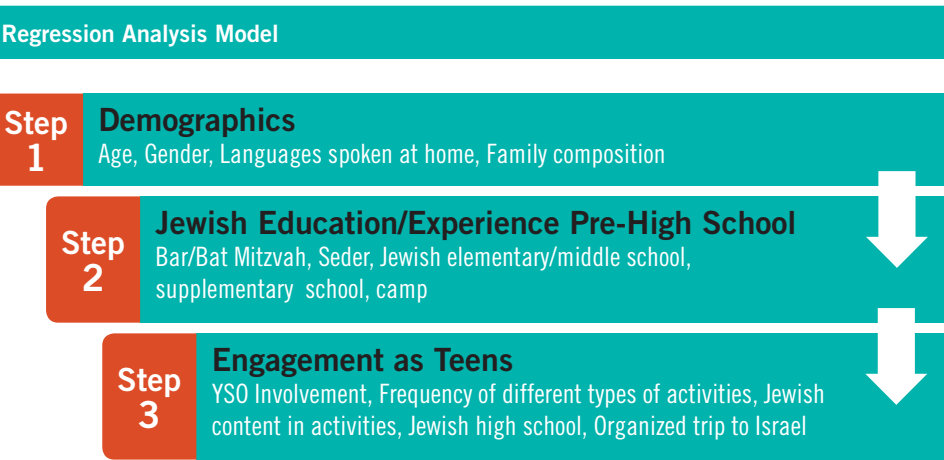 Regression Analysis Model
Step
1
Demographics
Age, Gender, Languages spoken at home, Family composition
Step
2
Jewish Education/Experience Pre-High School
Bar/Bat Mitzvah, Seder, Jewish elementary/middle school,
supplementary school, camp
Step
3
Engagement as Teens
YSO Involvement, Frequency of different types of activities, Jewish
content in activities, Jewish high school, Organized trip to Israel